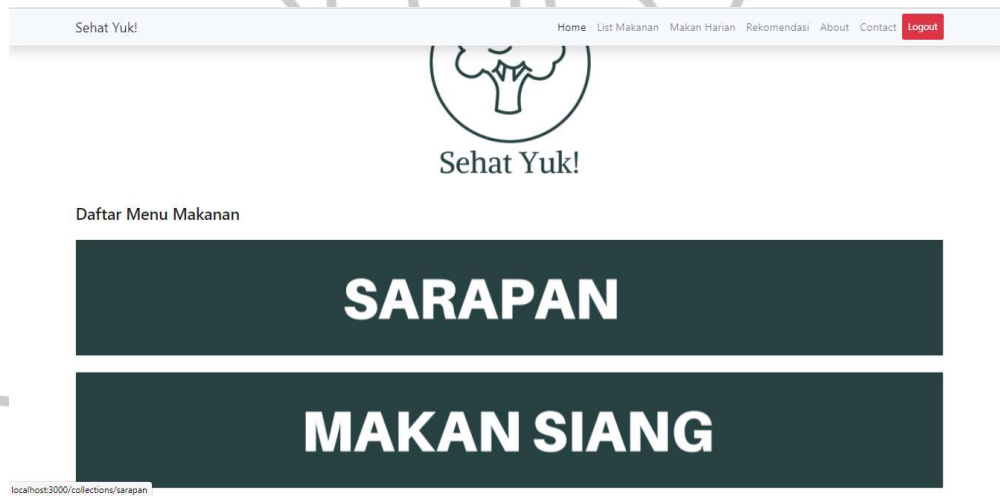 Sehat Yuk! Home List Makanan Makan Harian Rekomendasi About Contact Logout
Sehat Yuk!
Daftar Menu Makanan
SARAPAN
MAKAN SIANG
localhost:3000/collections/sarapan